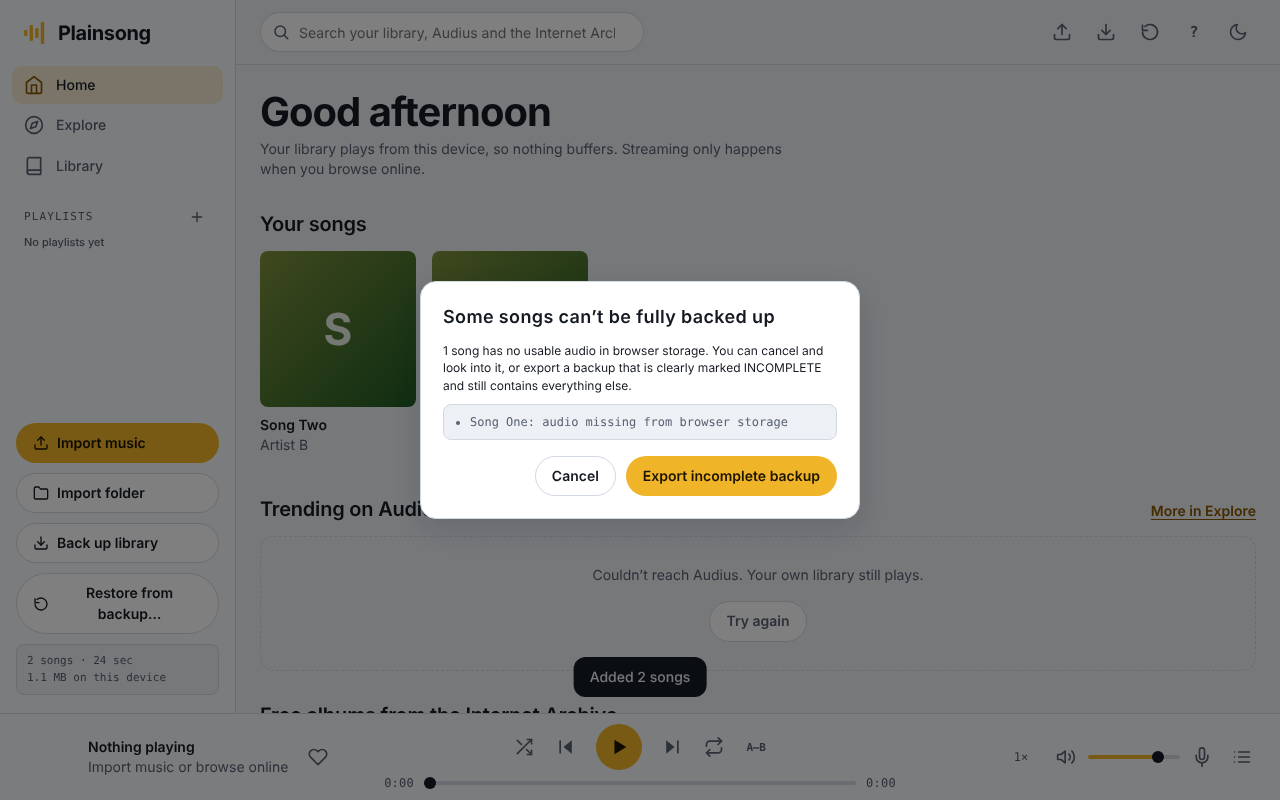 Plainsong
Search your library, Audius and the Internet Arcl
?
Home
Explore
Library
PLAYLISTS
No playlists yet
Import music
Import folder
Back up library
Restore from
backup…
2 songs · 24 sec
1.1 MB on this device
Good afternoon
Your library plays from this device, so nothing buffers. Streaming only happens
when you browse online.
Your songs
S
Song Two
Artist B
Some songs can’t be fully backed up
1 song has no usable audio in browser storage. You can cancel and
look into it, or export a backup that is clearly marked INCOMPLETE
and still contains everything else.
• Song One: audio missing from browser storage
Cancel
Export incomplete backup
Trending on Audi
More in Explore
Couldn’t reach Audius. Your own library still plays.
Try again
Added 2 songs
Free albums from the Internet Archive
Nothing playing
Import music or browse online
A–B
0:00
0:00
1×